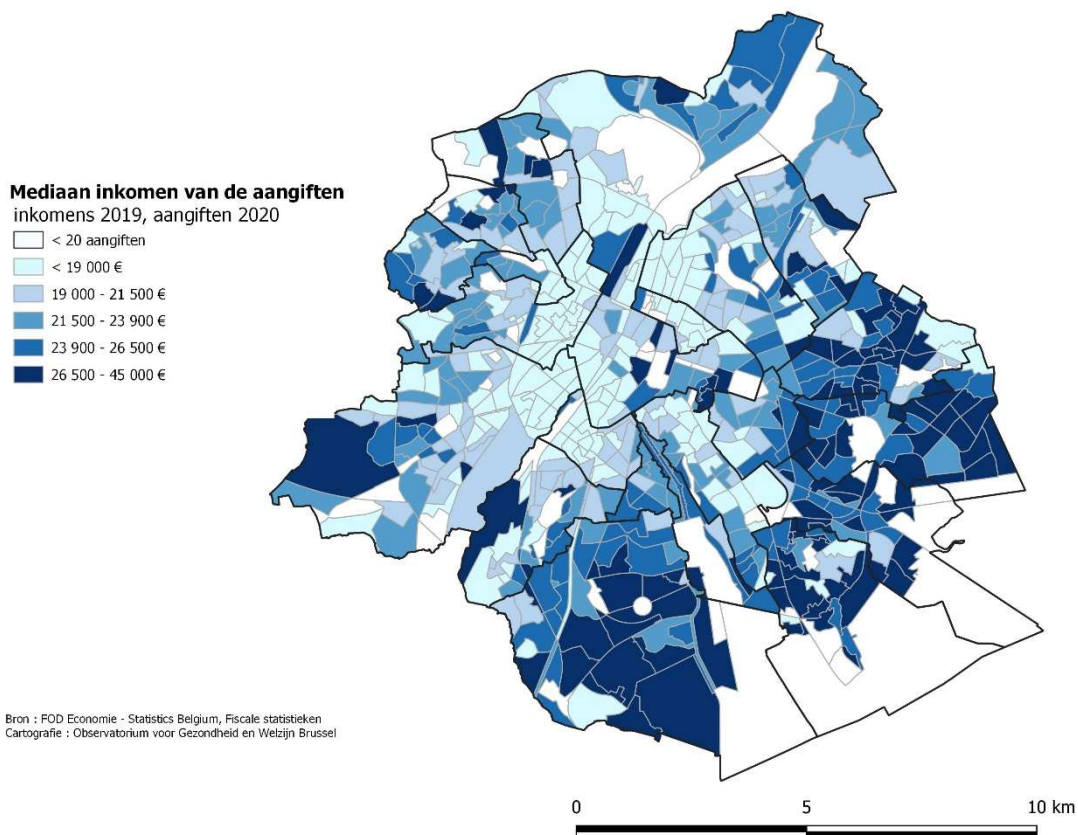 Mediaan inkomen van de aangiften
inkomens 2019, aangiften 2020
< 20 aangiften
< 19 000 €
19 000 - 21 500 €
21 500 - 23 900 €
23 900 - 26 500 €
26 500 - 45 000 €
Bron : FOD Economie - Statistics Belgium, Fiscale statistieken
Cartografie : Observatorium voor Gezondheid en Welzijn Brussel
0 5 10 km